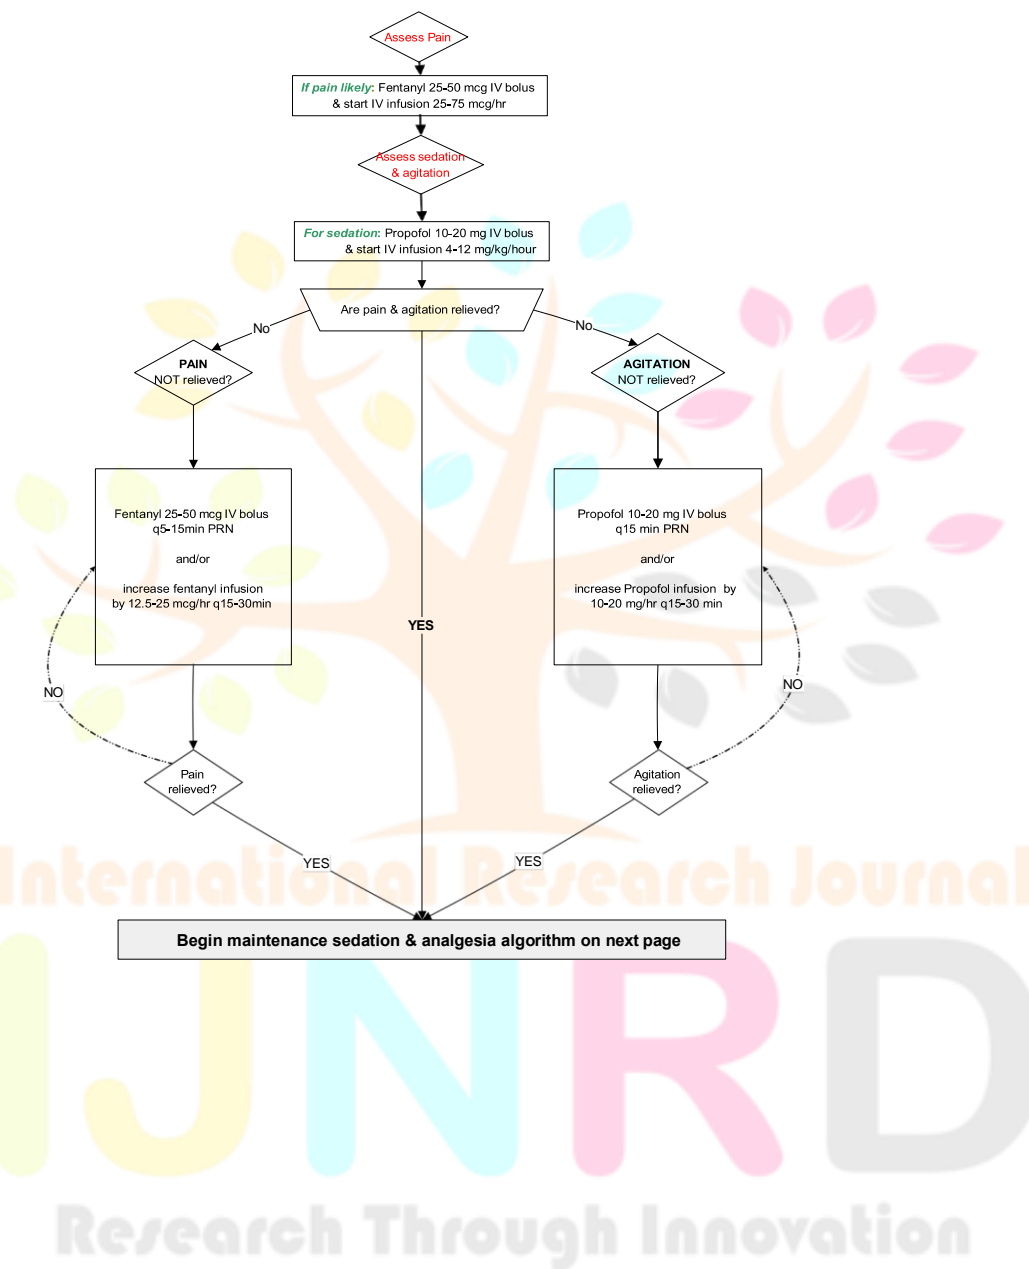 Assess Pain
If pain likely: Fentanyl 25-50 mcg IV bolus
& start IV infusion 25-75 mcg/hr
Assess sedation
& agitation
For sedation: Propofol 10-20 mg IV bolus
& start IV infusion 4-12 mg/kg/hour
Are pain & agitation relieved?
No
No
PAIN
NOT relieved?
AGITATION
NOT relieved?
Fentanyl 25-50 mcg IV bolus
q5-15min PRN
and/or
increase fentanyl infusion
by 12.5-25 mcg/hr q15-30min
Propofol 10-20 mg IV bolus
q15 min PRN
and/or
increase Propofol infusion by
10-20 mg/hr q15-30 min
YES
NO
NO
Pain
relieved?
Agitation
relieved?
YES
YES
International Research Journal
Begin maintenance sedation & analgesia algorithm on next page
IJNRD
Research Through Innovation